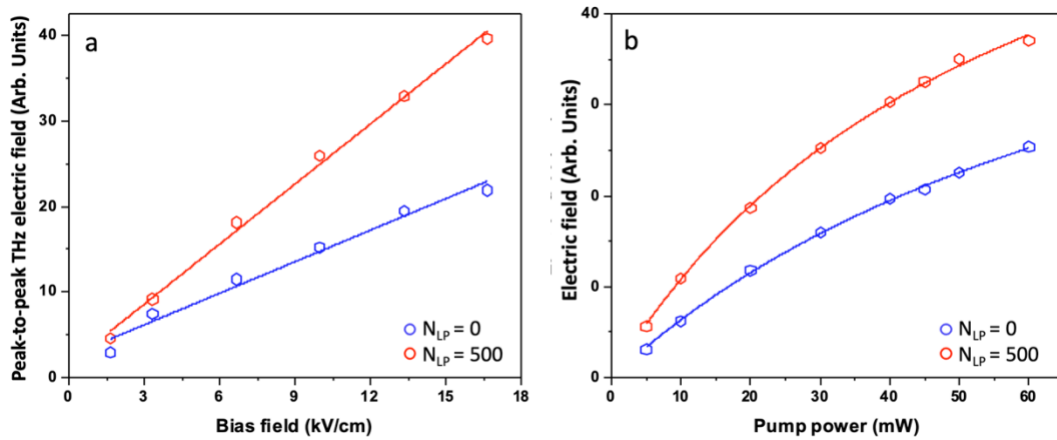 a
Peak-to-peak THz electric field (Arb. Units)
40
30
20
10
0
0 3 6 9 12 15 18
Bias field (kV/cm)
N_LP = 0
N_LP = 500
b
Electric field (Arb. Units)
0
0
0
40
0 10 20 30 40 50 60
Pump power (mW)
N_LP = 0
N_LP = 500